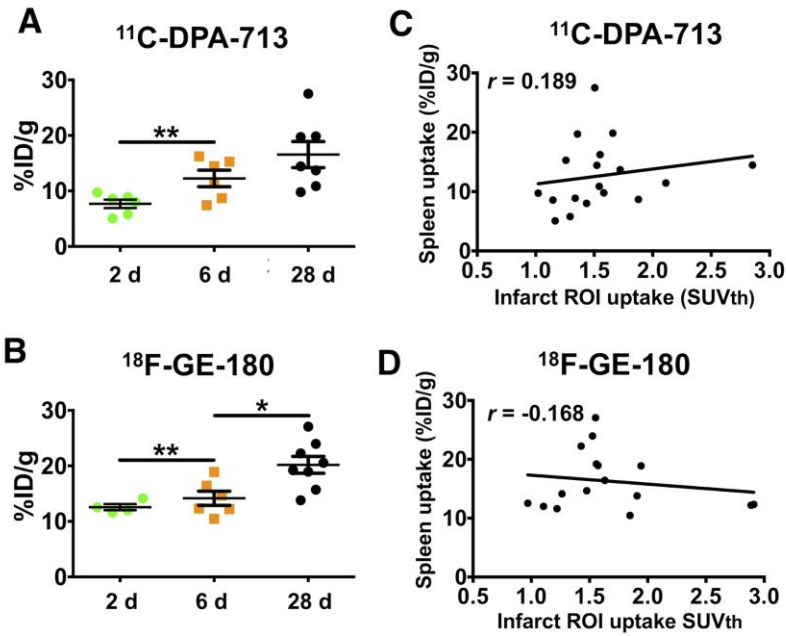 A
¹¹C-DPA-713
%ID/g
30
20
10
0
**
2 d
6 d
28 d
C
¹¹C-DPA-713
Spleen uptake (%ID/g)
30
20
10
0
r = 0.189
0.5
1.0
1.5
2.0
2.5
3.0
Infarct ROI uptake (SUVth)
B
¹⁸F-GE-180
%ID/g
30
20
10
0
**
*
2 d
6 d
28 d
D
¹⁸F-GE-180
Spleen uptake (%ID/g)
30
20
10
0
r = -0.168
0.5
1.0
1.5
2.0
2.5
3.0
Infarct ROI uptake SUVth